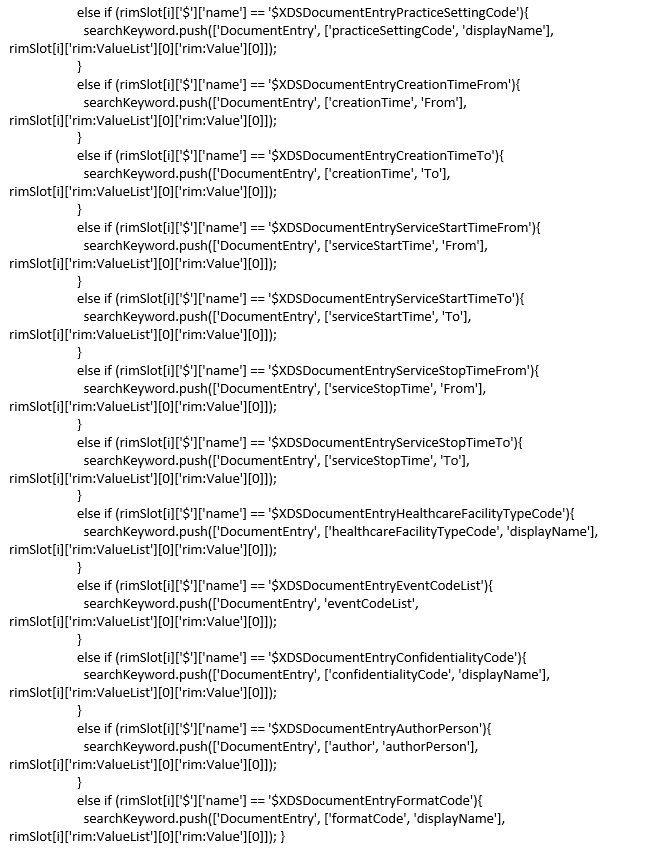 else if (rimSlot[i]['$']['name'] == '$XDSDocumentEntryPracticeSettingCode'){
searchKeyword.push(['DocumentEntry', ['practiceSettingCode', 'displayName'],
rimSlot[i]['rim:ValueList'][0]['rim:Value'][0]]);
}
else if (rimSlot[i]['$']['name'] == '$XDSDocumentEntryCreationTimeFrom'){
searchKeyword.push(['DocumentEntry', ['creationTime', 'From'],
rimSlot[i]['rim:ValueList'][0]['rim:Value'][0]]);
}
else if (rimSlot[i]['$']['name'] == '$XDSDocumentEntryCreationTimeTo'){
searchKeyword.push(['DocumentEntry', ['creationTime', 'To'],
rimSlot[i]['rim:ValueList'][0]['rim:Value'][0]]);
}
else if (rimSlot[i]['$']['name'] == '$XDSDocumentEntryServiceStartTimeFrom'){
searchKeyword.push(['DocumentEntry', ['serviceStartTime', 'From'],
rimSlot[i]['rim:ValueList'][0]['rim:Value'][0]]);
}
else if (rimSlot[i]['$']['name'] == '$XDSDocumentEntryServiceStartTimeTo'){
searchKeyword.push(['DocumentEntry', ['serviceStartTime', 'To'],
rimSlot[i]['rim:ValueList'][0]['rim:Value'][0]]);
}
else if (rimSlot[i]['$']['name'] == '$XDSDocumentEntryServiceStopTimeFrom'){
searchKeyword.push(['DocumentEntry', ['serviceStopTime', 'From'],
rimSlot[i]['rim:ValueList'][0]['rim:Value'][0]]);
}
else if (rimSlot[i]['$']['name'] == '$XDSDocumentEntryServiceStopTimeTo'){
searchKeyword.push(['DocumentEntry', ['serviceStopTime', 'To'],
rimSlot[i]['rim:ValueList'][0]['rim:Value'][0]]);
}
else if (rimSlot[i]['$']['name'] == '$XDSDocumentEntryHealthcareFacilityTypeCode'){
searchKeyword.push(['DocumentEntry', ['healthcareFacilityTypeCode', 'displayName'],
rimSlot[i]['rim:ValueList'][0]['rim:Value'][0]]);
}
else if (rimSlot[i]['$']['name'] == '$XDSDocumentEntryEventCodeList'){
searchKeyword.push(['DocumentEntry', 'eventCodeList',
rimSlot[i]['rim:ValueList'][0]['rim:Value'][0]]);
}
else if (rimSlot[i]['$']['name'] == '$XDSDocumentEntryConfidentialityCode'){
searchKeyword.push(['DocumentEntry', ['confidentialityCode', 'displayName'],
rimSlot[i]['rim:ValueList'][0]['rim:Value'][0]]);
}
else if (rimSlot[i]['$']['name'] == '$XDSDocumentEntryAuthorPerson'){
searchKeyword.push(['DocumentEntry', ['author', 'authorPerson'],
rimSlot[i]['rim:ValueList'][0]['rim:Value'][0]]);
}
else if (rimSlot[i]['$']['name'] == '$XDSDocumentEntryFormatCode'){
searchKeyword.push(['DocumentEntry', ['formatCode', 'displayName'],
rimSlot[i]['rim:ValueList'][0]['rim:Value'][0]]); }